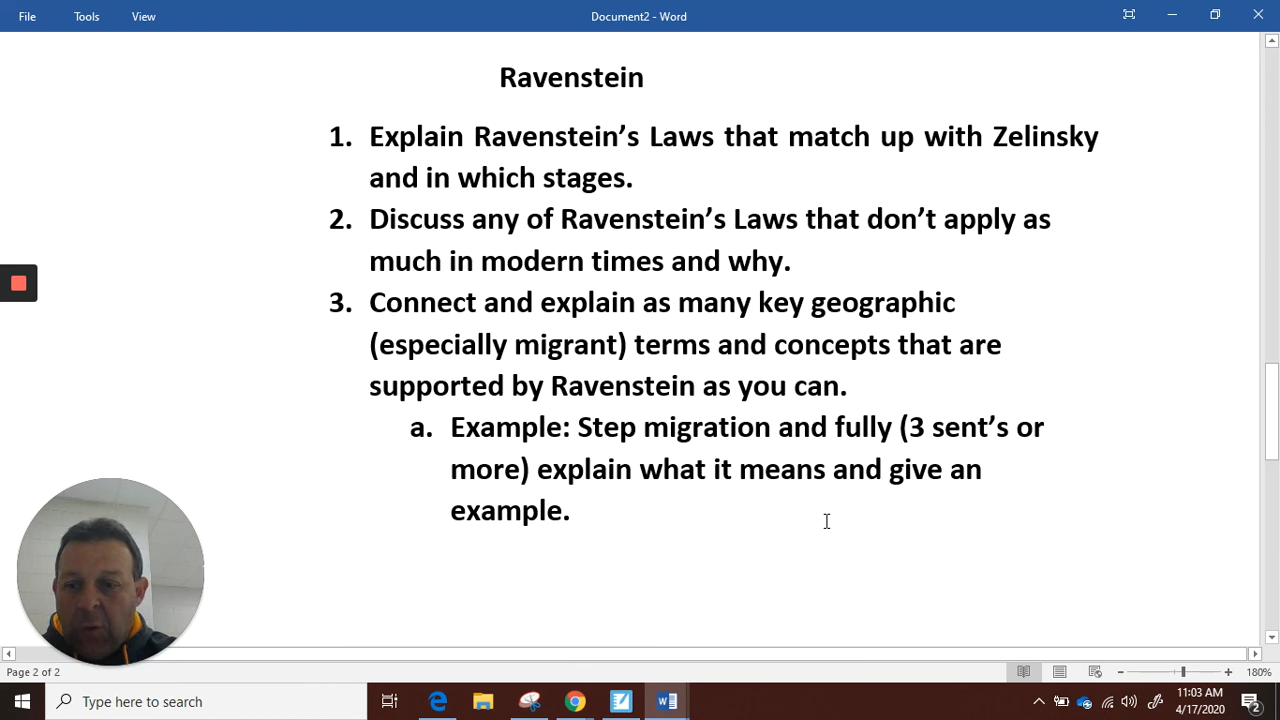 File Tools View Document2 - Word
Ravenstein
1. Explain Ravenstein’s Laws that match up with Zelinsky
and in which stages.
2. Discuss any of Ravenstein’s Laws that don’t apply as
much in modern times and why.
3. Connect and explain as many key geographic
(especially migrant) terms and concepts that are
supported by Ravenstein as you can.
a. Example: Step migration and fully (3 sent’s or
more) explain what it means and give an
example.
Page 2 of 2 180%
Type here to search 11:03 AM
4/17/2020 2